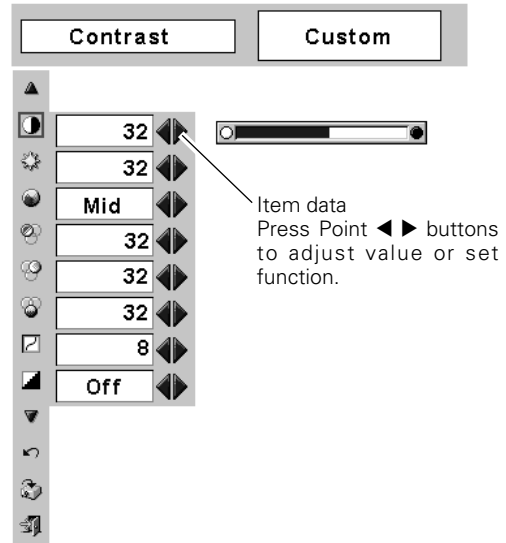 Contrast
Custom
32
32
Mid
32
32
32
8
Off
Item data
Press Point ◀ ▶ buttons
to adjust value or set
function.